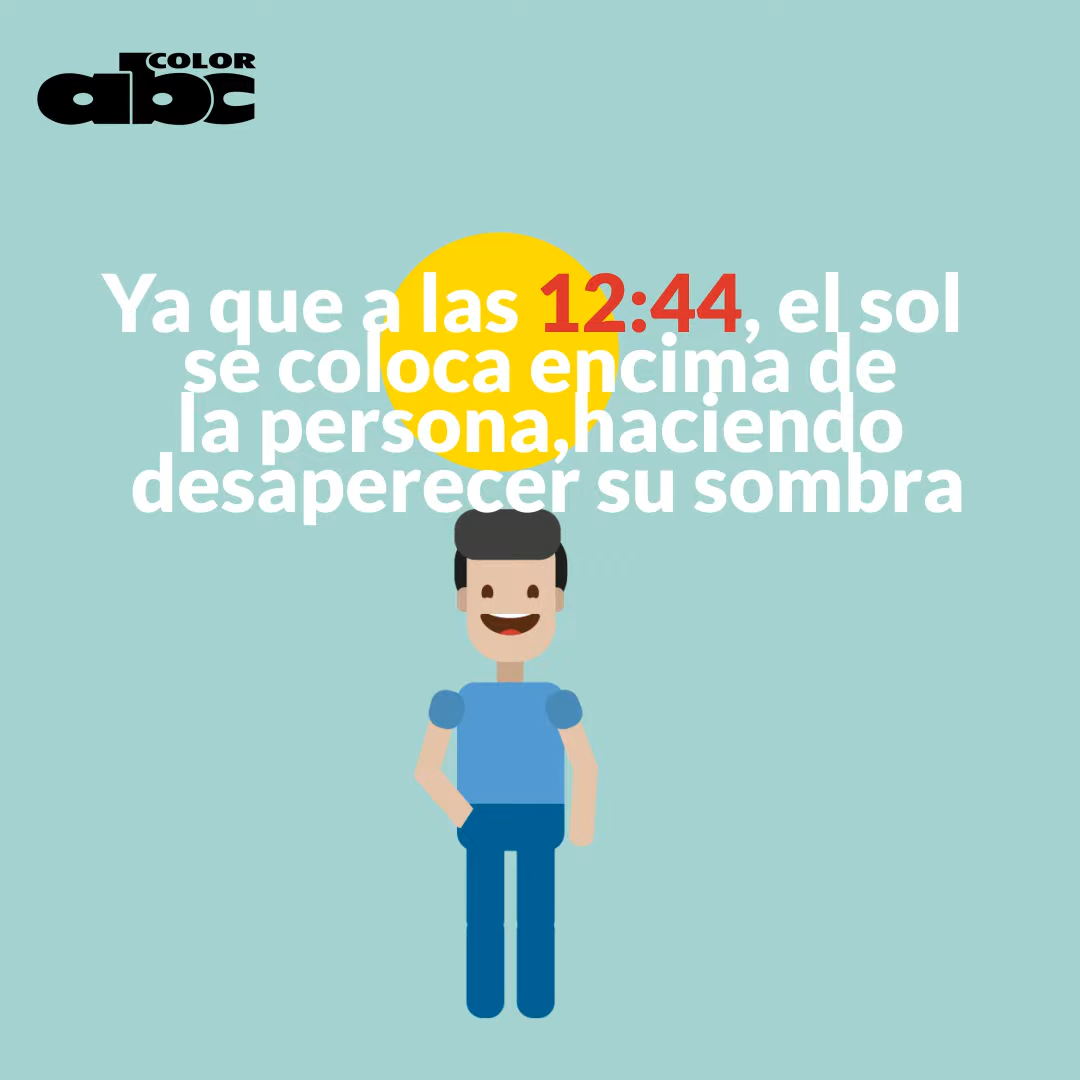 COLOR
abc
Ya que a las 12:44, el sol
se coloca encima de
la persona,haciendo
desaperecer su sombra